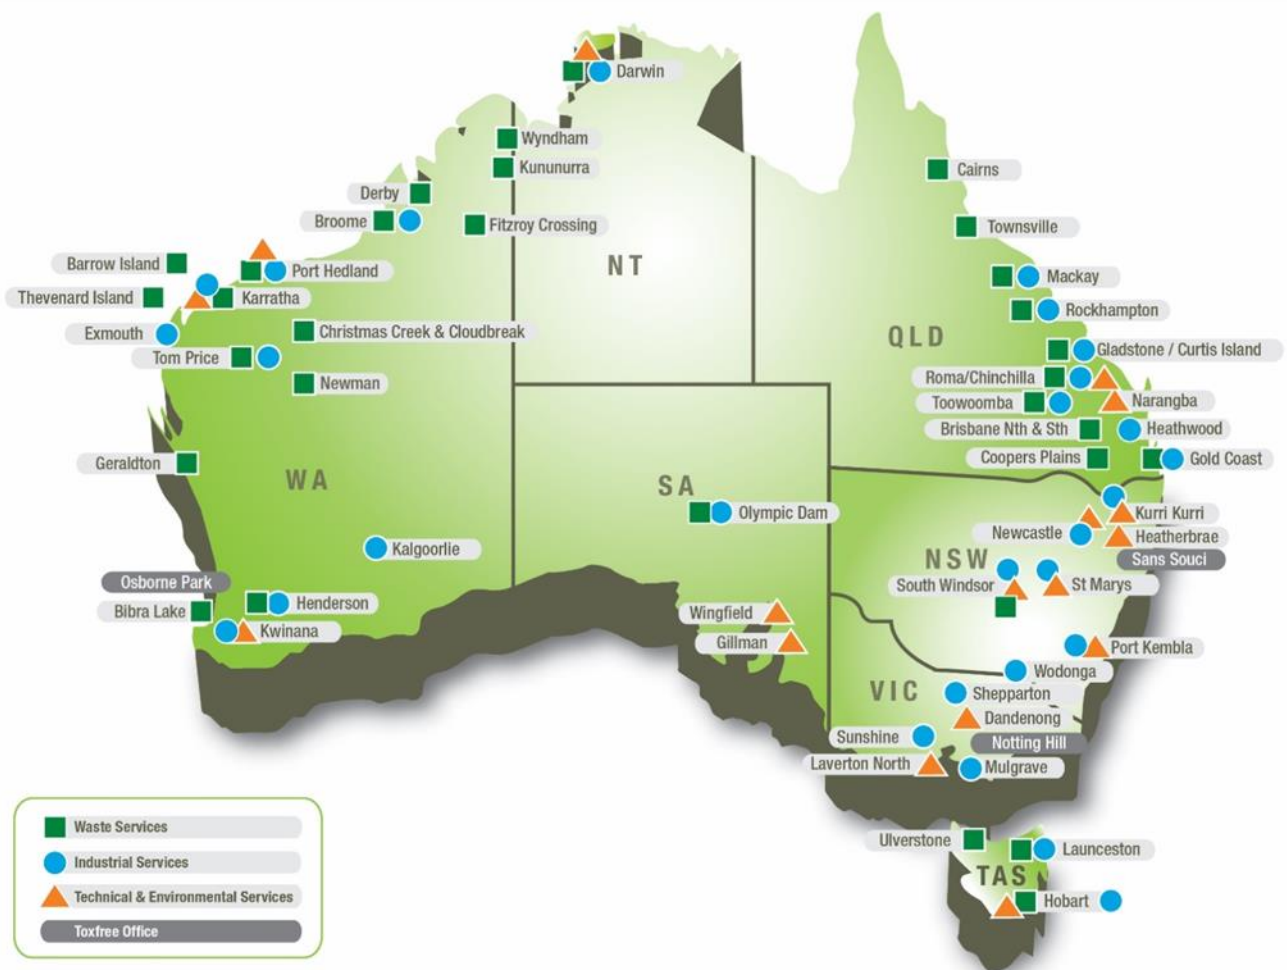 Darwin
Wyndham
Kununurra
Cairns
Derby
Broome
Fitzroy Crossing
Townsville
NT
Barrow Island
Port Hedland
Mackay
Thevenard Island
Karratha
Rockhampton
Exmouth
Christmas Creek & Cloudbreak
QLD
Tom Price
Gladstone / Curtis Island
Newman
Roma/Chinchilla
Toowoomba
Narangba
Brisbane Nth & Sth
Heathwood
Geraldton
WA
SA
Coopers Plains
Gold Coast
Olympic Dam
Kurri Kurri
Newcastle
Heatherbrae
Kalgoorlie
NSW
Sans Souci
Osborne Park
South Windsor
St Marys
Bibra Lake
Henderson
Wingfield
Kwinana
Gillman
Port Kembla
Wodonga
VIC
Shepparton
Dandenong
Sunshine
Notting Hill
Laverton North
Mulgrave
Waste Services
Ulverstone
Launceston
Industrial Services
TAS
Technical & Environmental Services
Hobart
Toxfree Office